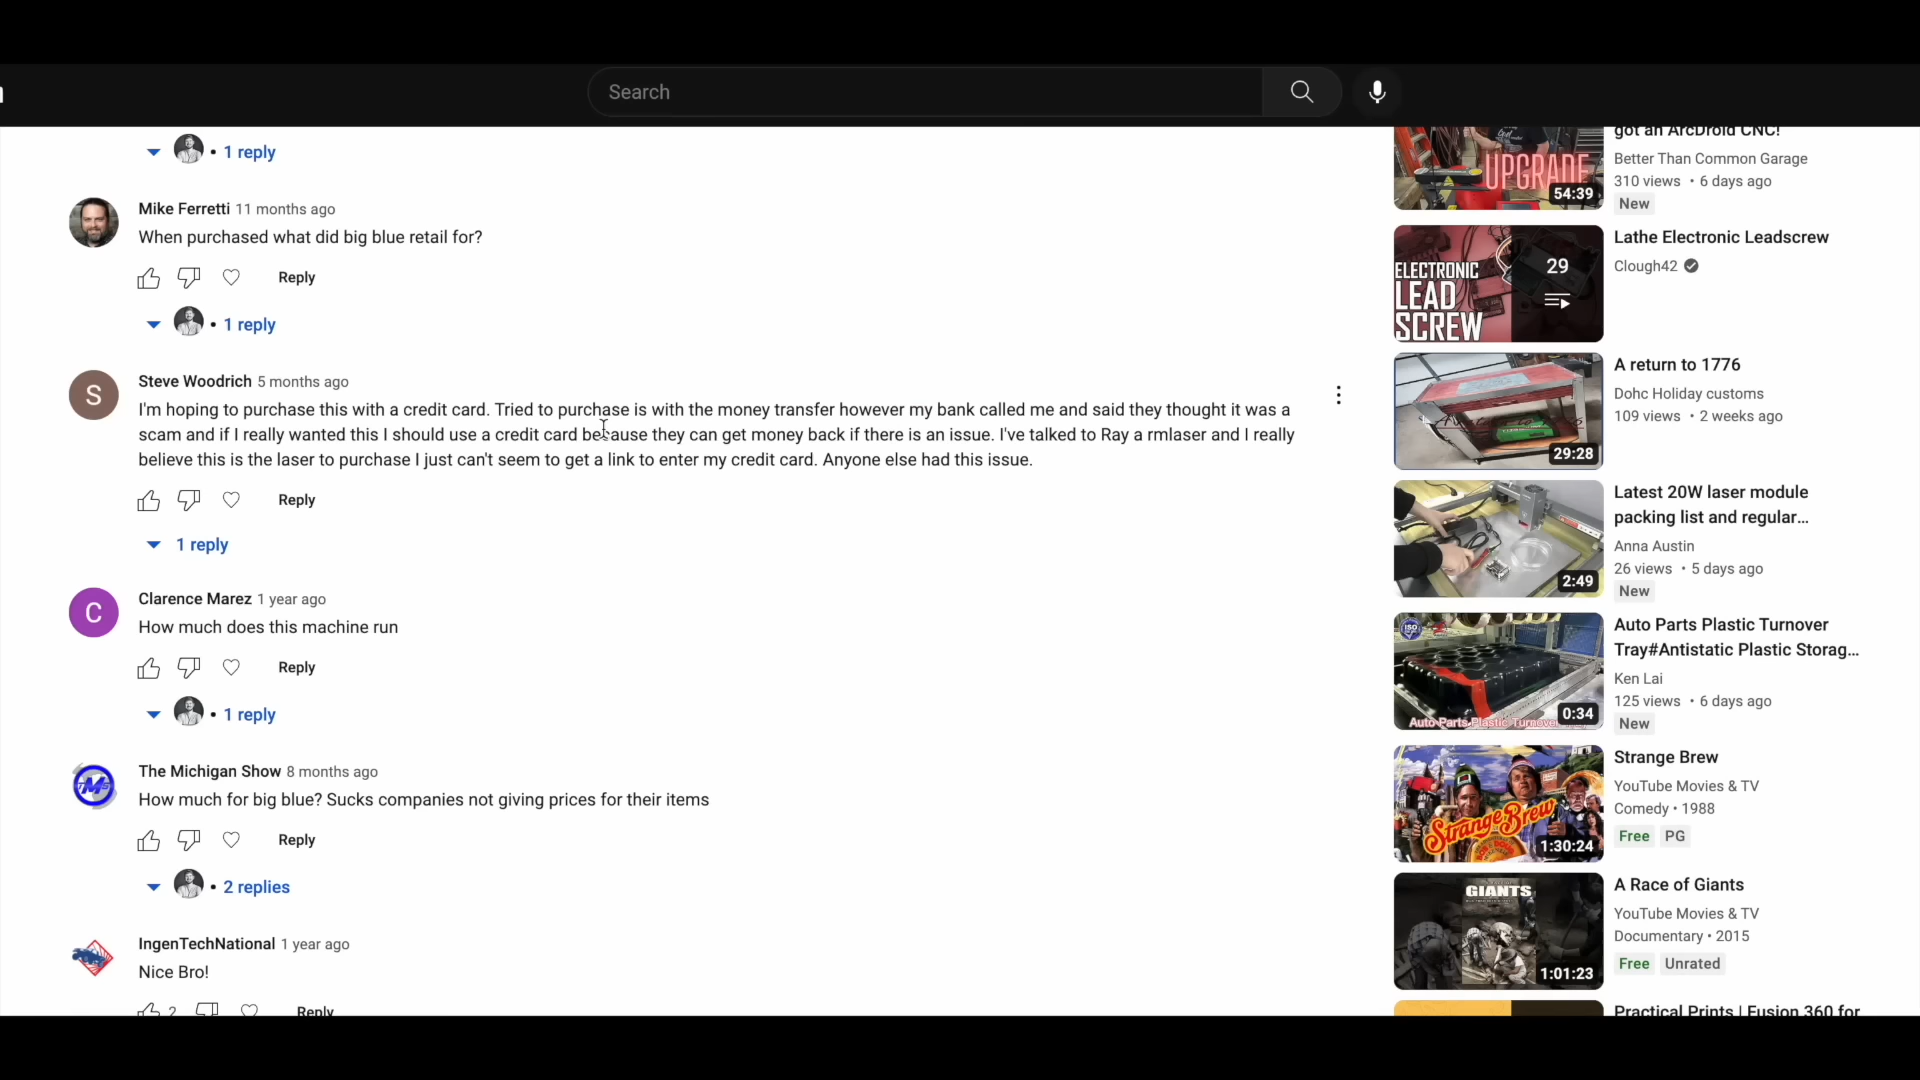 Search
1 reply
Mike Ferretti 11 months ago
When purchased what did big blue retail for?
Reply
1 reply
Steve Woodrich 5 months ago
I'm hoping to purchase this with a credit card. Tried to purchase is with the money transfer however my bank called me and said they thought it was a
scam and if I really wanted this I should use a credit card because they can get money back if there is an issue. I've talked to Ray a rmlaser and I really
believe this is the laser to purchase I just can't seem to get a link to enter my credit card. Anyone else had this issue.
Reply
1 reply
S
Clarence Marez 1 year ago
How much does this machine run
Reply
1 reply
C
The Michigan Show 8 months ago
How much for big blue? Sucks companies not giving prices for their items
Reply
2 replies
TMS
IngenTechNational 1 year ago
Nice Bro!
2
Reply
got an ArcDroid CNC!
Better Than Common Garage
310 views • 6 days ago
New
UPGRADE
54:39
Lathe Electronic Leadscrew
Clough42
ELECTRONIC
LEAD
SCREW
29
A return to 1776
Dohc Holiday customs
109 views • 2 weeks ago
29:28
Latest 20W laser module
packing list and regular...
Anna Austin
26 views • 5 days ago
New
2:49
Auto Parts Plastic Turnover
Tray#Antistatic Plastic Storag...
Ken Lai
125 views • 6 days ago
New
ISO
Auto Parts Plastic Turnove
0:34
Strange Brew
YouTube Movies & TV
Comedy • 1988
Free PG
Strange Brew
1:30:24
A Race of Giants
YouTube Movies & TV
Documentary • 2015
Free Unrated
GIANTS
1:01:23
Practical Prints | Fusion 360 for